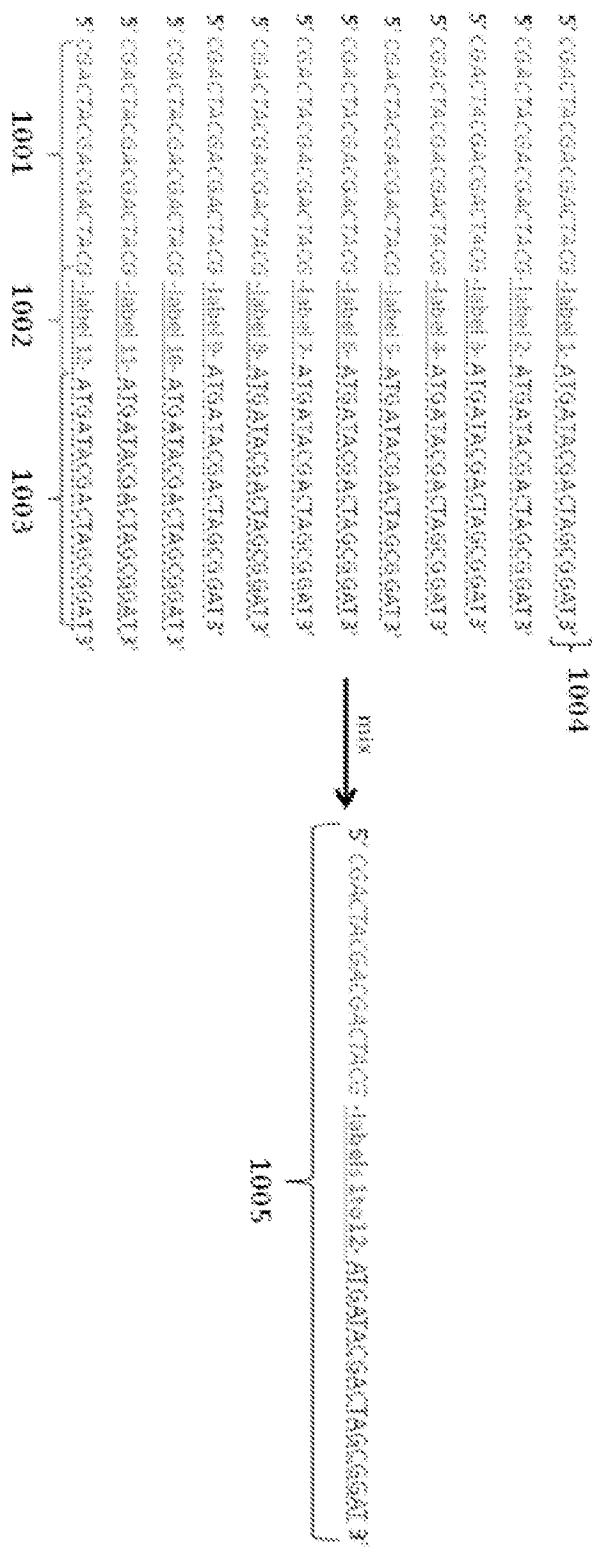 5' CGACTACGACGACTACG -label 1- ATGATACGACTAGCGGAT 3' 1004
5' CGACTACGACGACTACG -label 2- ATGATACGACTAGCGGAT 3'
5' CGACTACGACGACTACG -label 3- ATGATACGACTAGCGGAT 3'
5' CGACTACGACGACTACG -label 4- ATGATACGACTAGCGGAT 3'
5' CGACTACGACGACTACG -label 5- ATGATACGACTAGCGGAT 3'
5' CGACTACGACGACTACG -label 6- ATGATACGACTAGCGGAT 3'
5' CGACTACGACGACTACG -label 7- ATGATACGACTAGCGGAT 3'
5' CGACTACGACGACTACG -label 8- ATGATACGACTAGCGGAT 3'
5' CGACTACGACGACTACG -label 9- ATGATACGACTAGCGGAT 3'
5' CGACTACGACGACTACG -label 10- ATGATACGACTAGCGGAT 3'
5' CGACTACGACGACTACG -label 11- ATGATACGACTAGCGGAT 3'
5' CGACTACGACGACTACG -label 12- ATGATACGACTAGCGGAT 3'
1001 1002 1003
mix
5' CGACTACGACGACTACG -labels 1to12- ATGATACGACTAGCGGAT 3'
1005